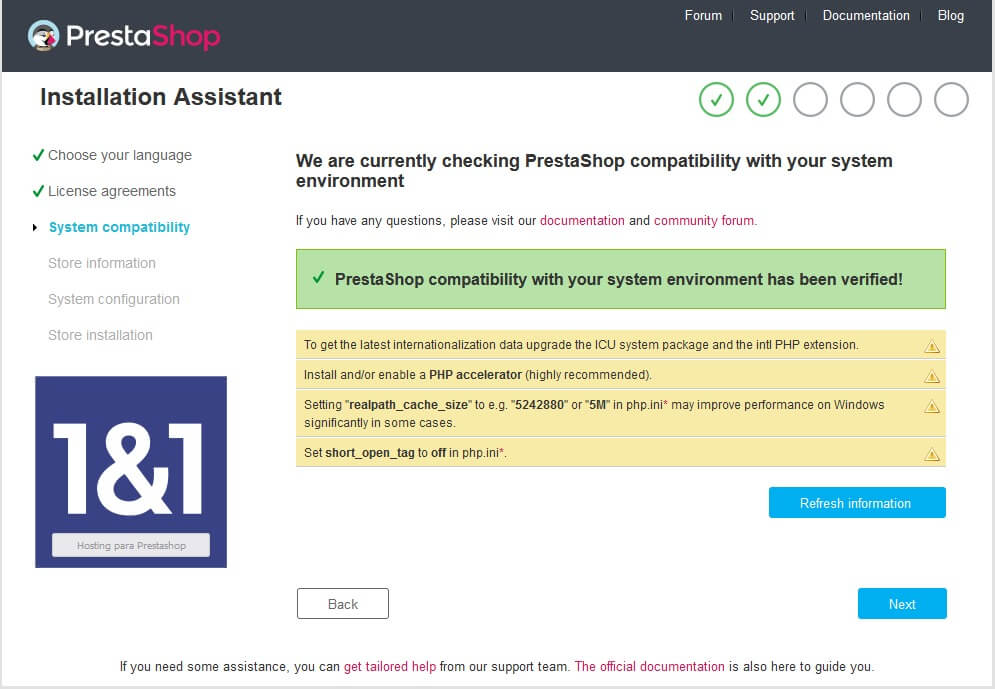 Forum
Support
Documentation
Blog
PrestaShop
Installation Assistant
Choose your language
License agreements
System compatibility
Store information
System configuration
Store installation
1&1
Hosting para Prestashop
We are currently checking PrestaShop compatibility with your system
environment
If you have any questions, please visit our documentation and community forum.
PrestaShop compatibility with your system environment has been verified!
To get the latest internationalization data upgrade the ICU system package and the intl PHP extension.
Install and/or enable a PHP accelerator (highly recommended).
Setting "realpath_cache_size" to e.g. "5242880" or "5M" in php.ini* may improve performance on Windows
significantly in some cases.
Set short_open_tag to off in php.ini*.
Refresh information
Back
Next
If you need some assistance, you can get tailored help from our support team. The official documentation is also here to guide you.